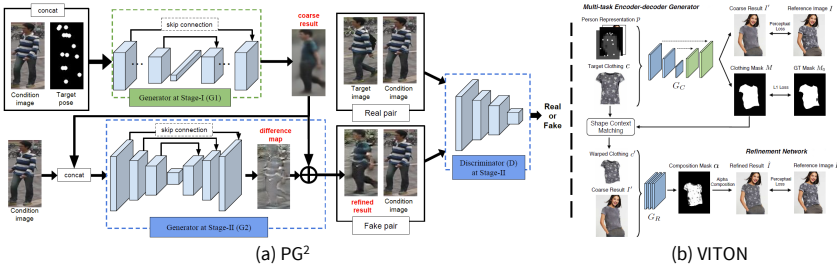 concat
Condition
image
Target
pose
skip connection
Generator at Stage-I (G1)
coarse
result
Target
image
Condition
image
Real pair
Condition
image
concat
skip connection
Generator at Stage-II (G2)
difference
map
refined
result
Condition
image
Fake pair
Discriminator (D)
at Stage-II
Real
or
Fake
(a) PG²
Multi-task Encoder-decoder Generator
Person Representation p
Target Clothing c
G_C
Coarse Result I'
Perceptual
Loss
Reference Image I
Clothing Mask M
L1 Loss
GT Mask M₀
Shape Context
Matching
Warped Clothing c'
Coarse Result I'
Refinement Network
G_R
Composition Mask α
Alpha
Composition
Refined Result Î
Perceptual
Loss
Reference Image I
(b) VITON